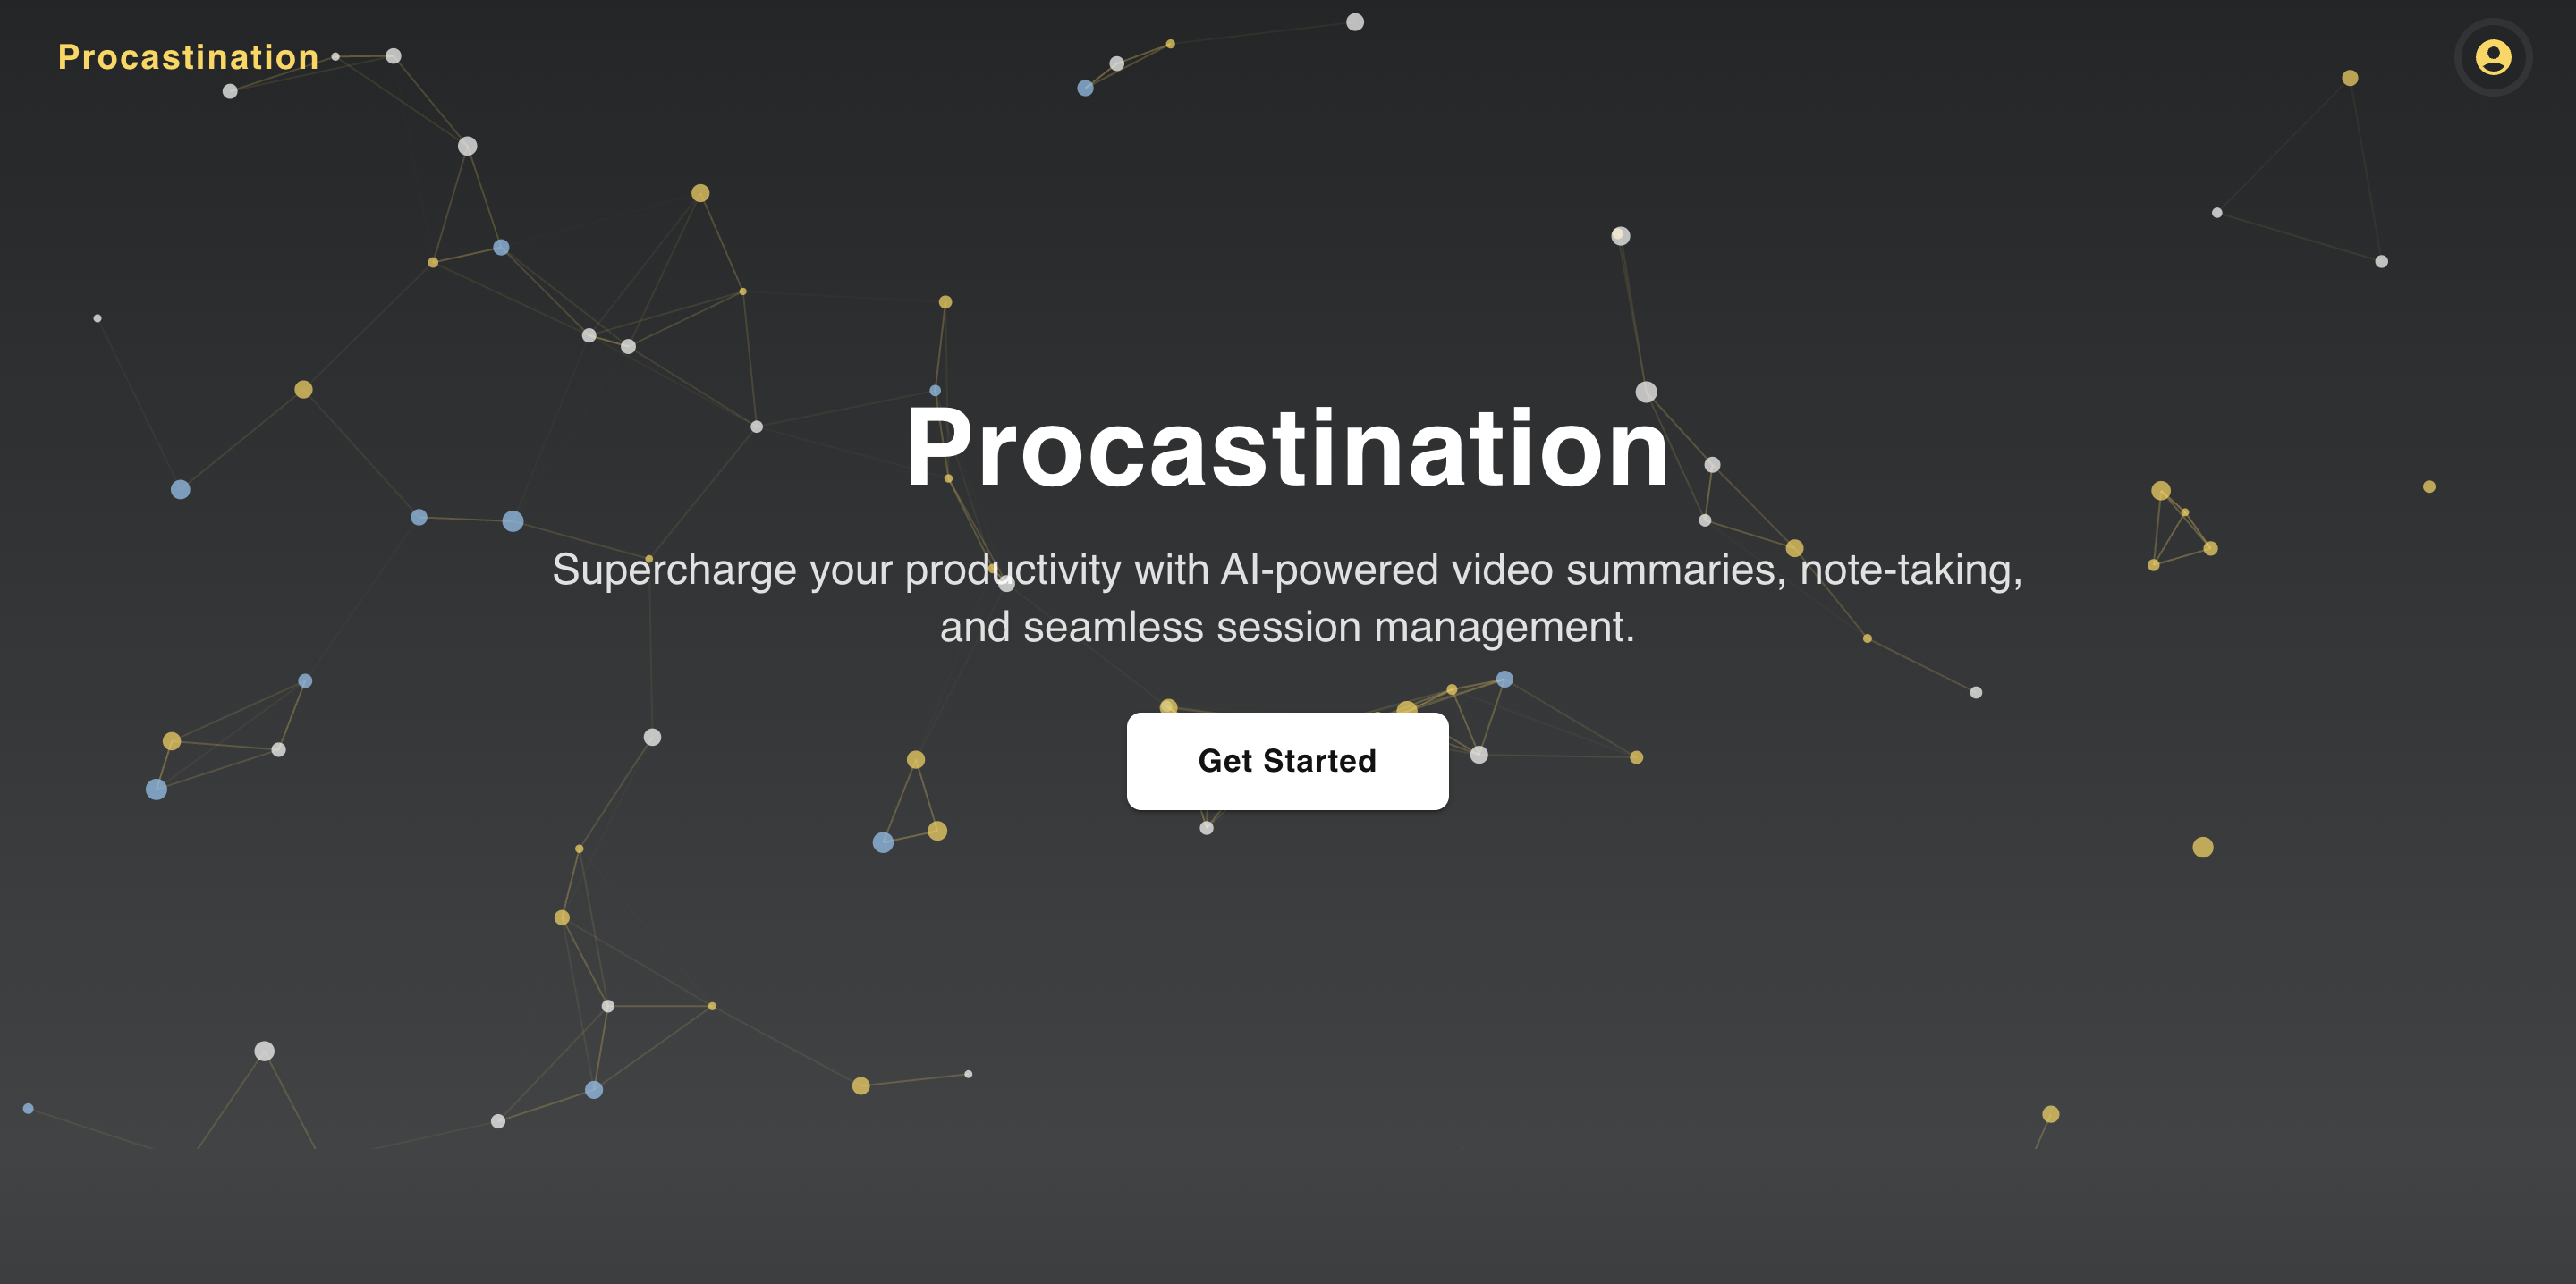 Procastination
Procastination
Supercharge your productivity with AI-powered video summaries, note-taking,
and seamless session management.
Get Started